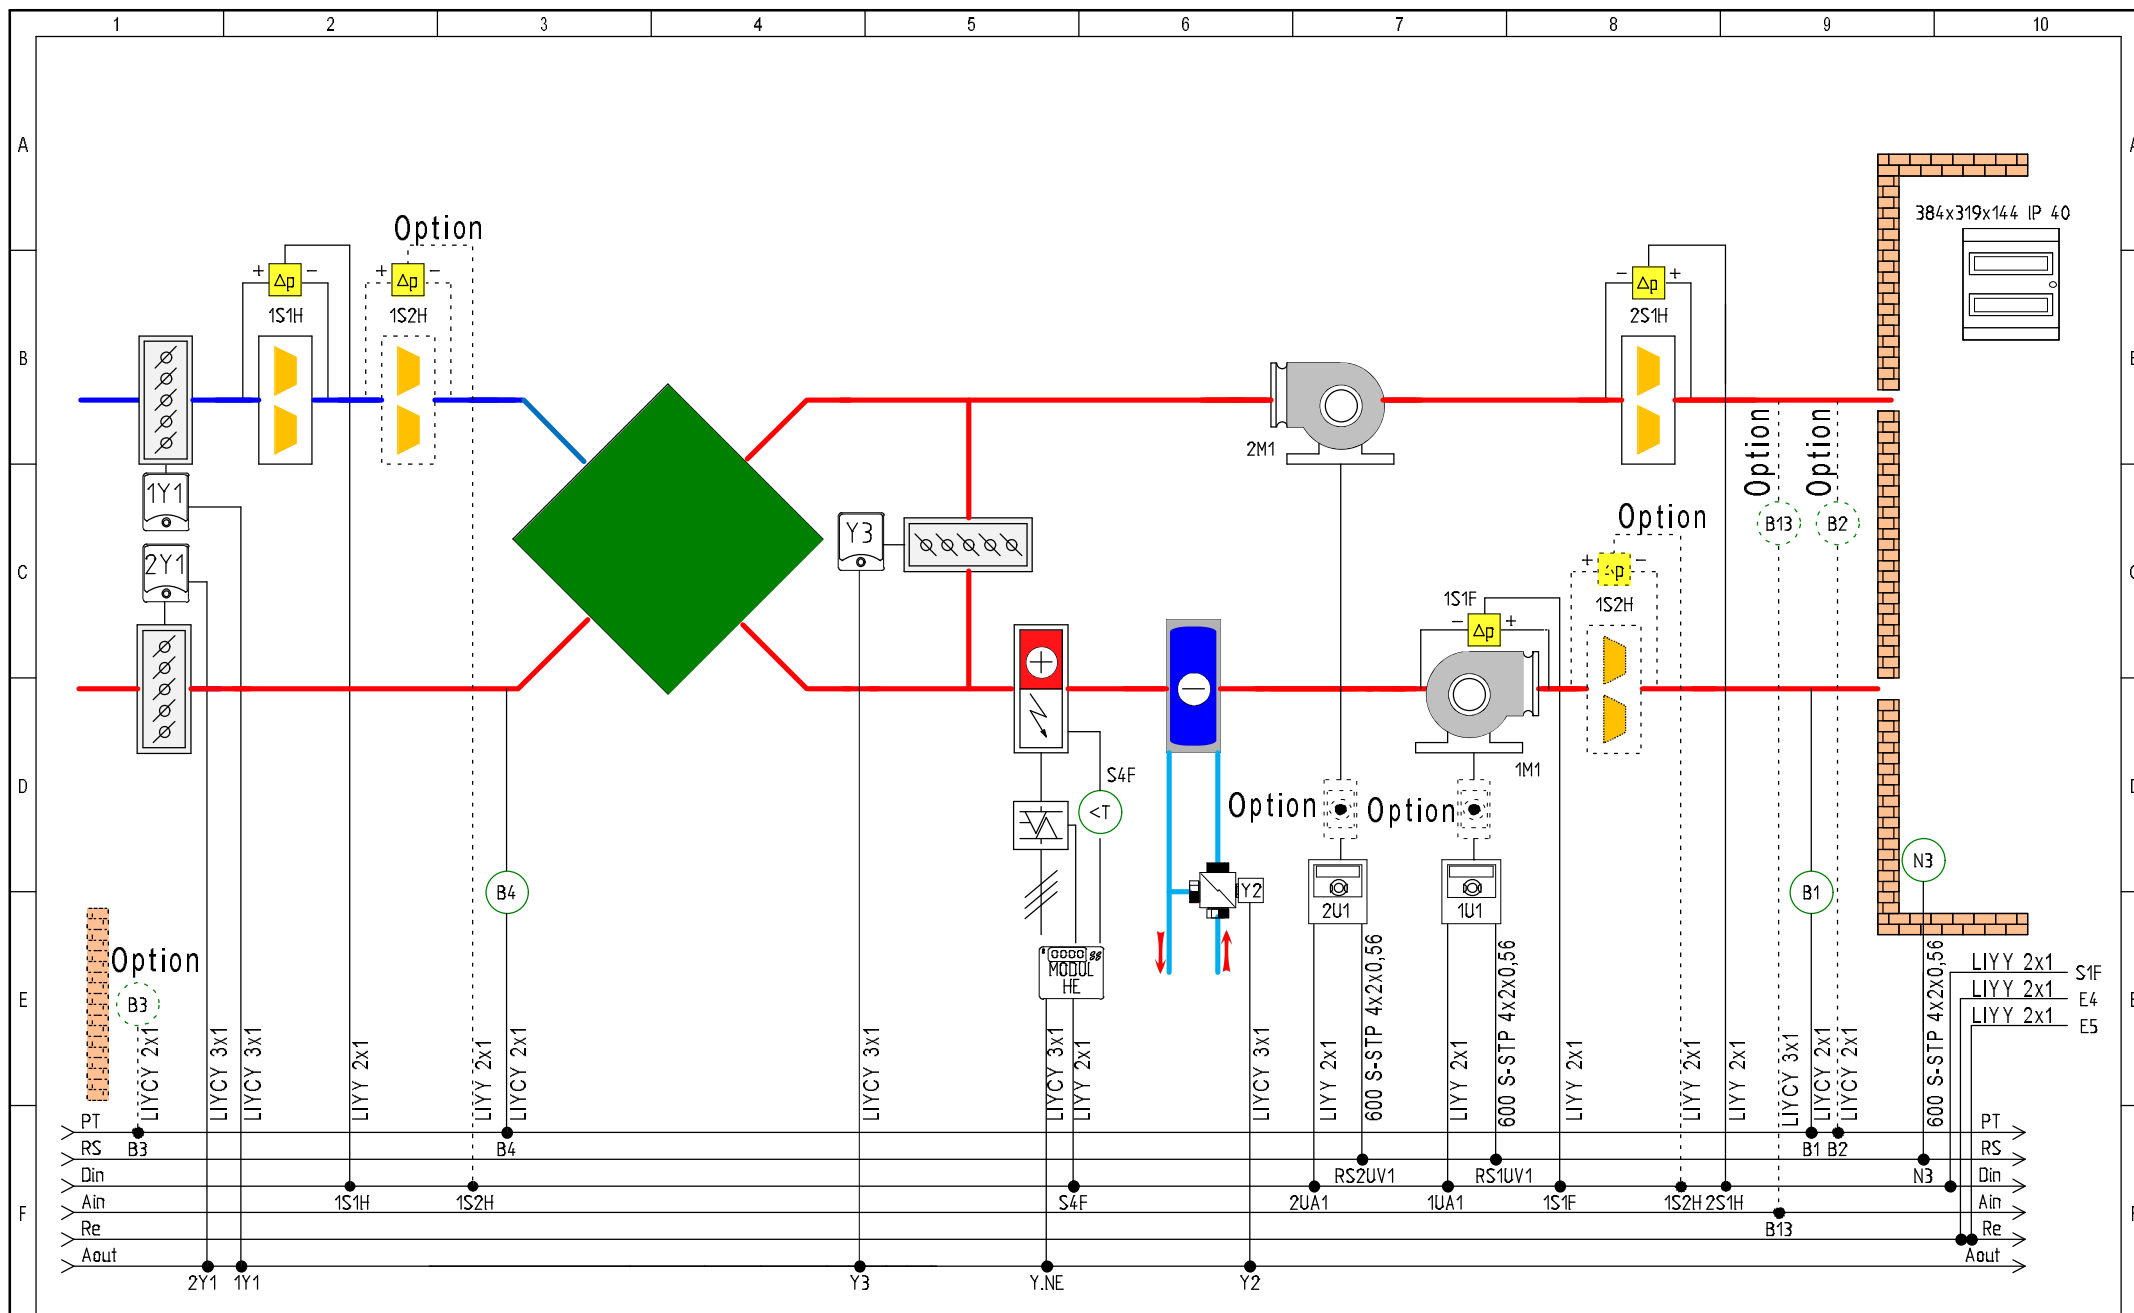 1 2 3 4 5 6 7 8 9 10
A A
384x319x144 IP 40
Option
+ Δp - + Δp - - Δp +
1S1H 1S2H 2S1H
B
2M1
Option Option
1Y1
Y3
Option
B13 B2
2Y1
C
+ Δp -
1S1F 1S2H
- Δp +
1M1
S4F
D
<T
Option Option
N3
B4 Y2 B1
2U1 1U1
Option
MODUL
HE
LIYY 2x1 S1F
LIYY 2x1 E4
LIYY 2x1 E5
E
B3
LIYCY 2x1
LIYCY 3x1
LIYCY 3x1
LIYY 2x1
LIYY 2x1
LIYCY 2x1
LIYCY 3x1
LIYCY 3x1
LIYY 2x1
LIYCY 3x1
LIYY 2x1
600 S-STP 4x2x0,56
LIYY 2x1
600 S-STP 4x2x0,56
LIYY 2x1
LIYY 2x1
LIYY 2x1
LIYCY 3x1
LIYCY 2x1
LIYCY 2x1
600 S-STP 4x2x0,56
PT PT
B3 B4 B1 B2
RS RS
RS2UV1 RS1UV1 N3
Din Din
1S1H 1S2H S4F 2UA1 1UA1 1S1F 1S2H 2S1H
Ain Ain
B13
F
Re Re
Aout Aout
2Y1 1Y1 Y3 Y.NE Y2